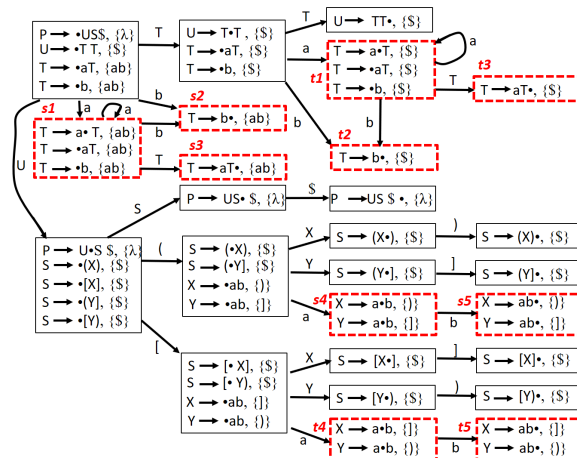 P → •US$, {λ}
U → •T T, {$}
T → •aT, {ab}
T → •b, {ab}
T
U → T•T, {$}
T → •aT, {$}
T → •b, {$}
T
U → TT•, {$}
a
t1
T → a•T, {$}
T → •aT, {$}
T → •b, {$}
a
T
t3
T → aT•, {$}
b
b
t2
T → b•, {$}
a
b
s1
T → a• T, {ab}
T → •aT, {ab}
T → •b, {ab}
a
b
s2
T → b•, {ab}
T
s3
T → aT•, {ab}
U
S
P → US• $, {λ}
$
P → US $ •, {λ}
P → U•S $, {λ}
S → •(X), {$}
S → •[X], {$}
S → •(Y], {$}
S → •[Y), {$}
(
S → (•X), {$}
S → (•Y], {$}
X → •ab, {)}
Y → •ab, {]}
X
S → (X•), {$}
)
S → (X)•, {$}
Y
S → (Y•], {$}
]
S → (Y]•, {$}
a
s4
X → a•b, {)}
Y → a•b, {]}
b
s5
X → ab•, {)}
Y → ab•, {]}
[
S → [• X], {$}
S → [• Y), {$}
X → •ab, {]}
Y → •ab, {)}
X
S → [X•], {$}
]
S → [X]•, {$}
Y
S → [Y•), {$}
)
S → [Y)•, {$}
a
t4
X → a•b, {]}
Y → a•b, {)}
b
t5
X → ab•, {]}
Y → ab•, {)}